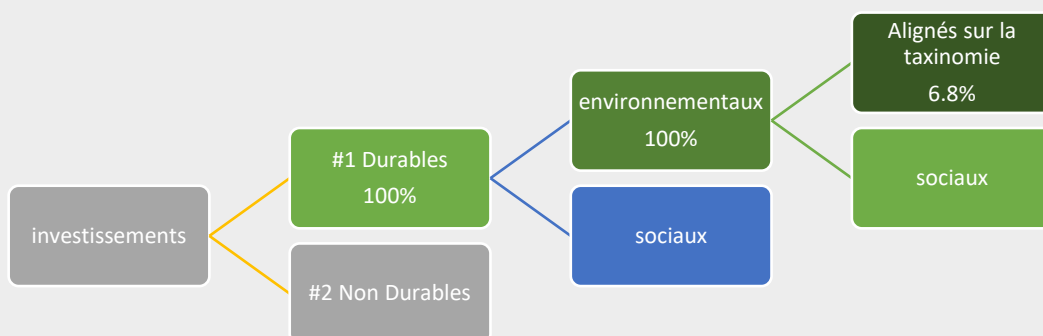 investissements
#1 Durables
100%
#2 Non Durables
environnementaux
100%
sociaux
Alignés sur la
taxinomie
6.8%
sociaux